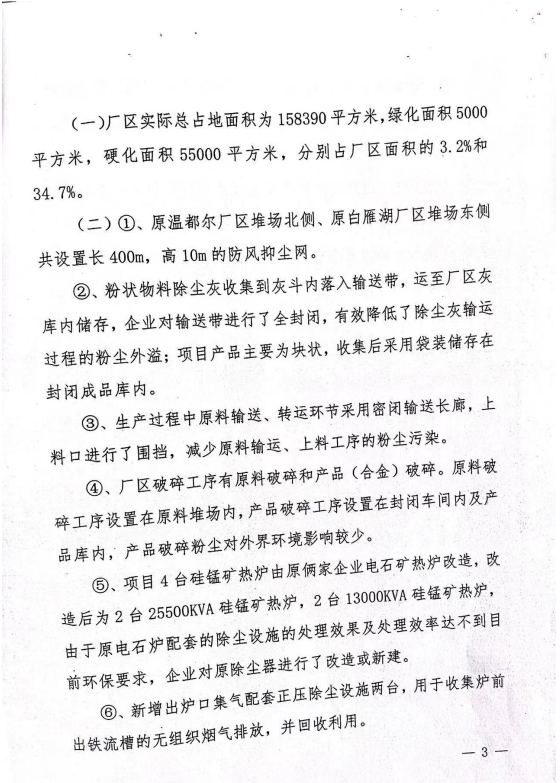 (一)厂区实际总占地面积为158390平方米,绿化面积5000
平方米，硬化面积55000平方米，分别占厂区面积的3.2%和
34.7%。
(二)①、原温都尔厂区堆场北侧、原白雁湖厂区堆场东侧
共设置长400m，高10m的防风抑尘网。
②、粉状物料除尘灰收集到灰斗内落入输送带，运至厂区灰
库内储存，企业对输送带进行了全封闭，有效降低了除尘灰输运
过程的粉尘外溢；项目产品主要为块状，收集后采用袋装储存在
封闭成品库内。
③、生产过程中原料输送、转运环节采用密闭输送长廊，上
料口进行了围挡，减少原料输运、上料工序的粉尘污染。
④、厂区破碎工序有原料破碎和产品（合金）破碎。原料破
碎工序设置在原料堆场内,产品破碎工序设置在封闭车间内及产
品库内，产品破碎粉尘对外界环境影响较少。
⑤、项目4台硅锰矿热炉由原俩家企业电石矿热炉改造，改
造后为2台25500KVA硅锰矿热炉，2台13000KVA硅锰矿热炉，
由于原电石炉配套的除尘设施的处理效果及处理效率达不到目
前环保要求，企业对原除尘器进行了改造或新建。
⑥、新增出炉口集气配套正压除尘设施两台，用于收集炉前
出铁流槽的无组织烟气排放，并回收利用。
— 3 —